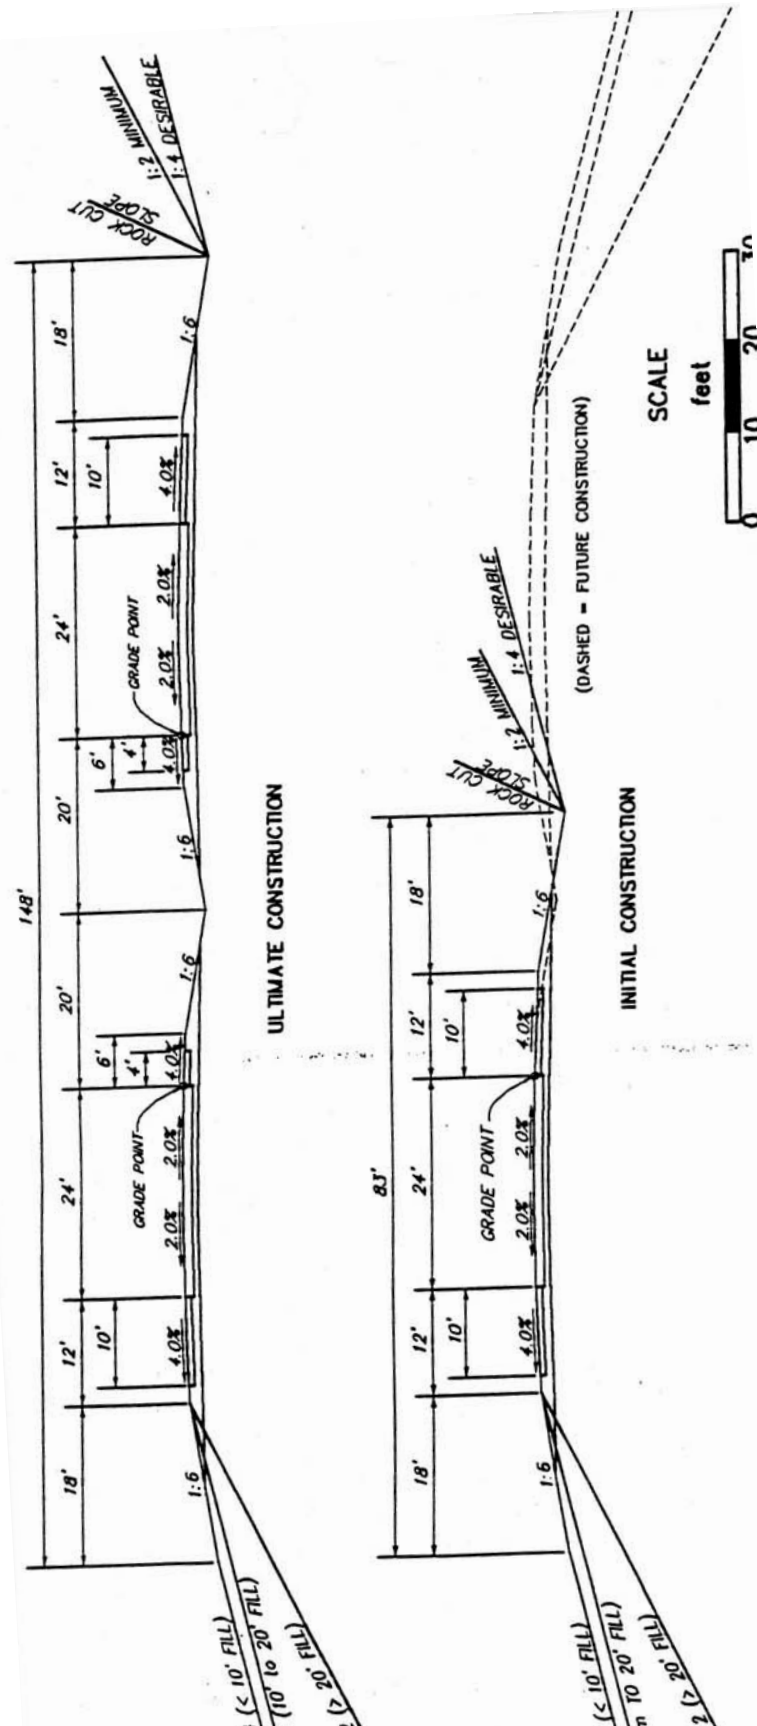 148'
18' 12' 24' 20' 20' 24' 12' 18'
10' 6' 6' 10'
4' 4'
GRADE POINT
GRADE POINT
4.0% 2.0% 2.0% 4.0% 4.0% 2.0% 2.0% 4.0%
1:6 1:6 1:6 1:6
ROCK CUT
SLOPE
1:2 MINIMUM
1:4 DESIRABLE
(< 10' FILL)
(10' to 20' FILL)
2 (> 20' FILL)
ULTIMATE CONSTRUCTION
83'
18' 12' 24' 12' 18'
10' 10'
GRADE POINT
4.0% 2.0% 2.0% 4.0%
1:6 1:6
ROCK CUT
SLOPE
1:2 MINIMUM
1:4 DESIRABLE
(< 10' FILL)
TO 20' FILL)
2 (> 20' FILL)
(DASHED = FUTURE CONSTRUCTION)
INITIAL CONSTRUCTION
SCALE
feet
0 10 20 30